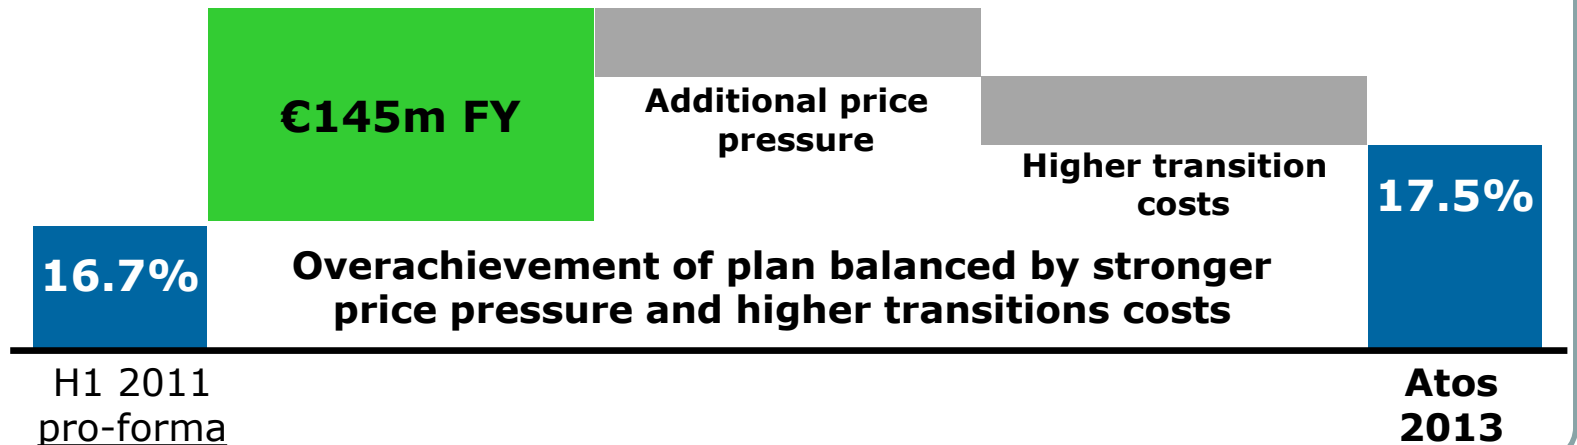 €145m FY
Additional price
pressure
Higher transition
costs
17.5%
16.7%
Overachievement of plan balanced by stronger
price pressure and higher transitions costs
H1 2011
pro-forma
Atos
2013